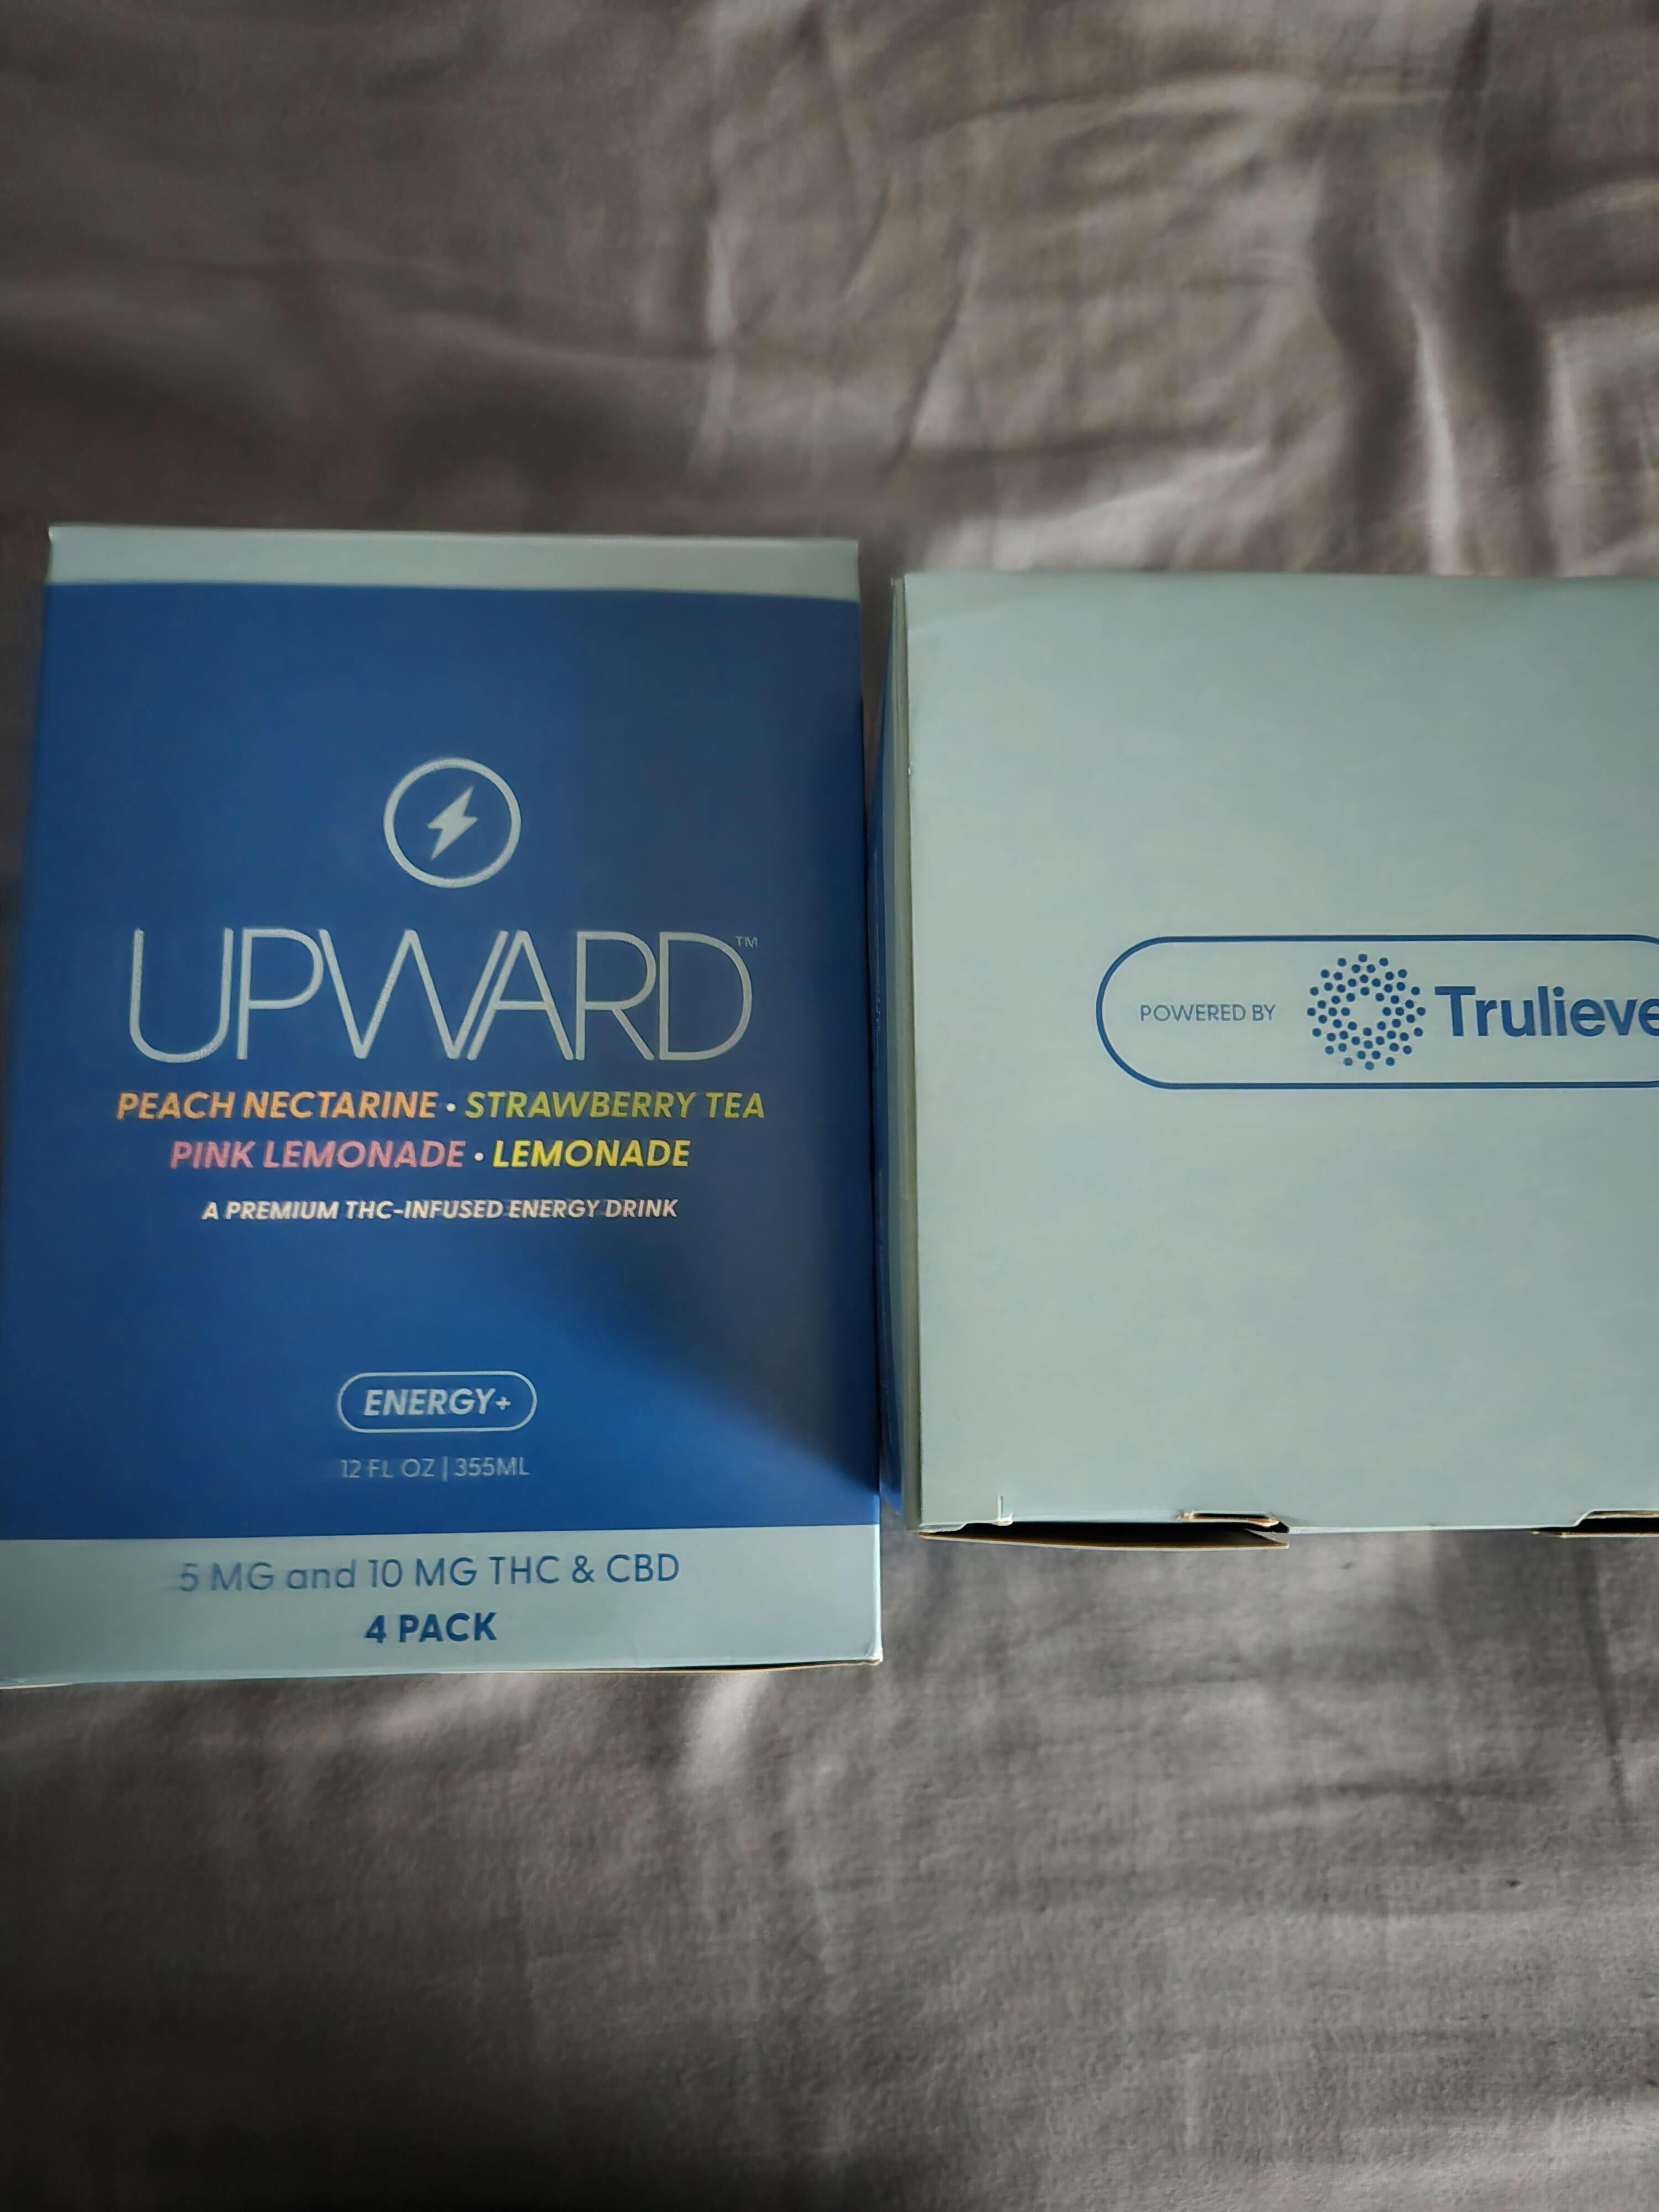 UPWARD™
PEACH NECTARINE • STRAWBERRY TEA
PINK LEMONADE • LEMONADE
A PREMIUM THC-INFUSED ENERGY DRINK
ENERGY+
12 FL OZ | 355ML
5 MG and 10 MG THC & CBD
4 PACK
POWERED BY Trulieve